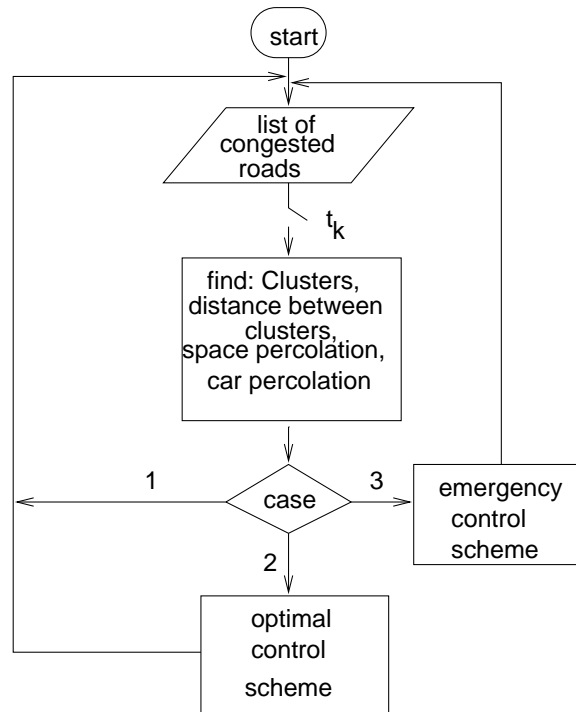 start
list of
congested
roads
t_k
find: Clusters,
distance between
clusters,
space percolation,
car percolation
1
case
3
2
emergency
control
scheme
optimal
control
scheme